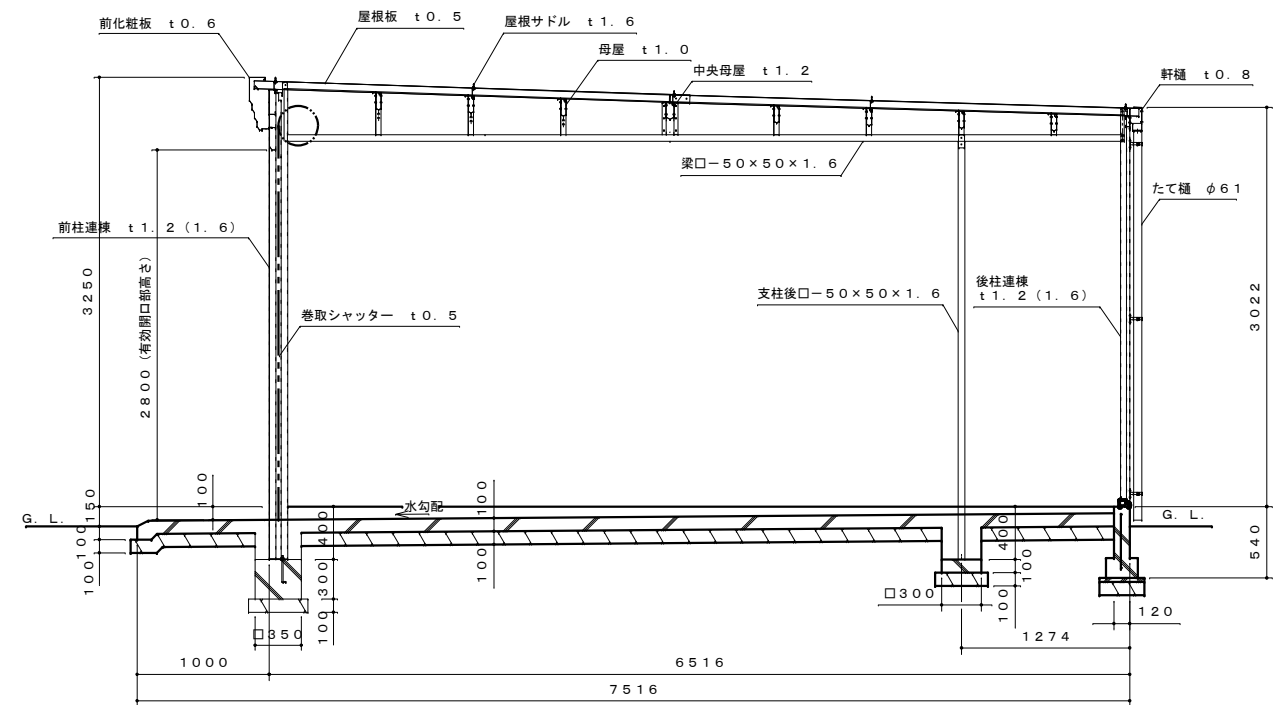 前化粧板 t0.6
屋根板 t0.5
屋根サドル t1.6
母屋 t1.0
中央母屋 t1.2
軒樋 t0.8
梁口-50×50×1.6
たて樋 φ61
前柱連棟 t1.2(1.6)
3250
2800(有効開口部高さ)
巻取シャッター t0.5
支柱後口-50×50×1.6
後柱連棟
t1.2(1.6)
3022
G.L.
150
100
100
100
水勾配
400
300
100
100
100
400
100
100
G.L.
540
□350
□300
120
1274
1000
6516
7516